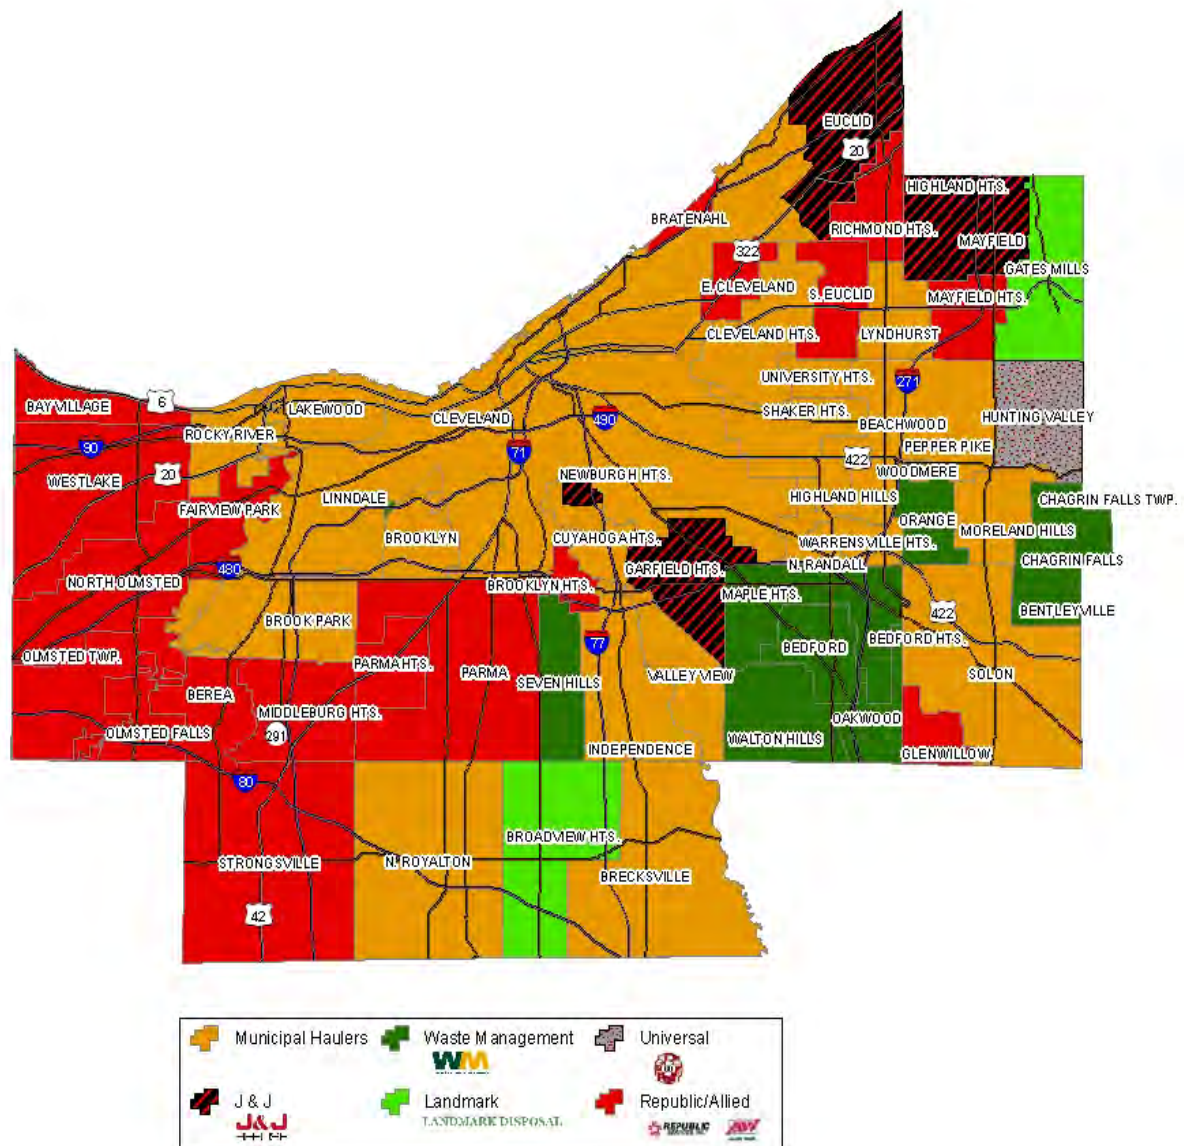 EUCLID
20
HIGHLAND HTS.
BRATENAHL
RICHMOND HTS.
MAYFIELD
322
GATES MILLS
E. CLEVELAND
S. EUCLID
MAYFIELD HTS.
CLEVELAND HTS.
LYNDHURST
UNIVERSITY HTS.
271
BAY VILLAGE
6
LAKEWOOD
CLEVELAND
490
SHAKER HTS.
HUNTING VALLEY
BEACHWOOD
ROCKY RIVER
90
71
PEPPER PIKE
422
WOODMERE
20
WESTLAKE
NEWBURGH HTS.
LINNDALE
HIGHLAND HILLS
CHAGRIN FALLS TWP.
FAIRVIEW PARK
ORANGE
MORELAND HILLS
BROOKLYN
CUYAHOGA HTS.
WARRENSVILLE HTS.
N. RANDALL
CHAGRIN FALLS
480
GARFIELD HTS.
NORTH OLMSTED
BROOKLYN HTS.
MAPLE HTS.
422
BENTLEYVILLE
BROOK PARK
77
BEDFORD
BEDFORD HTS.
OLMSTED TWP.
PARMA HTS.
PARMA
VALLEY VIEW
SOLON
SEVEN HILLS
BEREA
MIDDLEBURG HTS.
OAKWOOD
OLMSTED FALLS
291
WALTON HILLS
INDEPENDENCE
GLENWILLOW
80
BROADVIEW HTS.
STRONGSVILLE
N. ROYALTON
BRECKSVILLE
42
Municipal Haulers
Waste Management
Universal
WM
J & J
Landmark
Republic/Allied
J&J
LANDMARK DISPOSAL
REPUBLIC